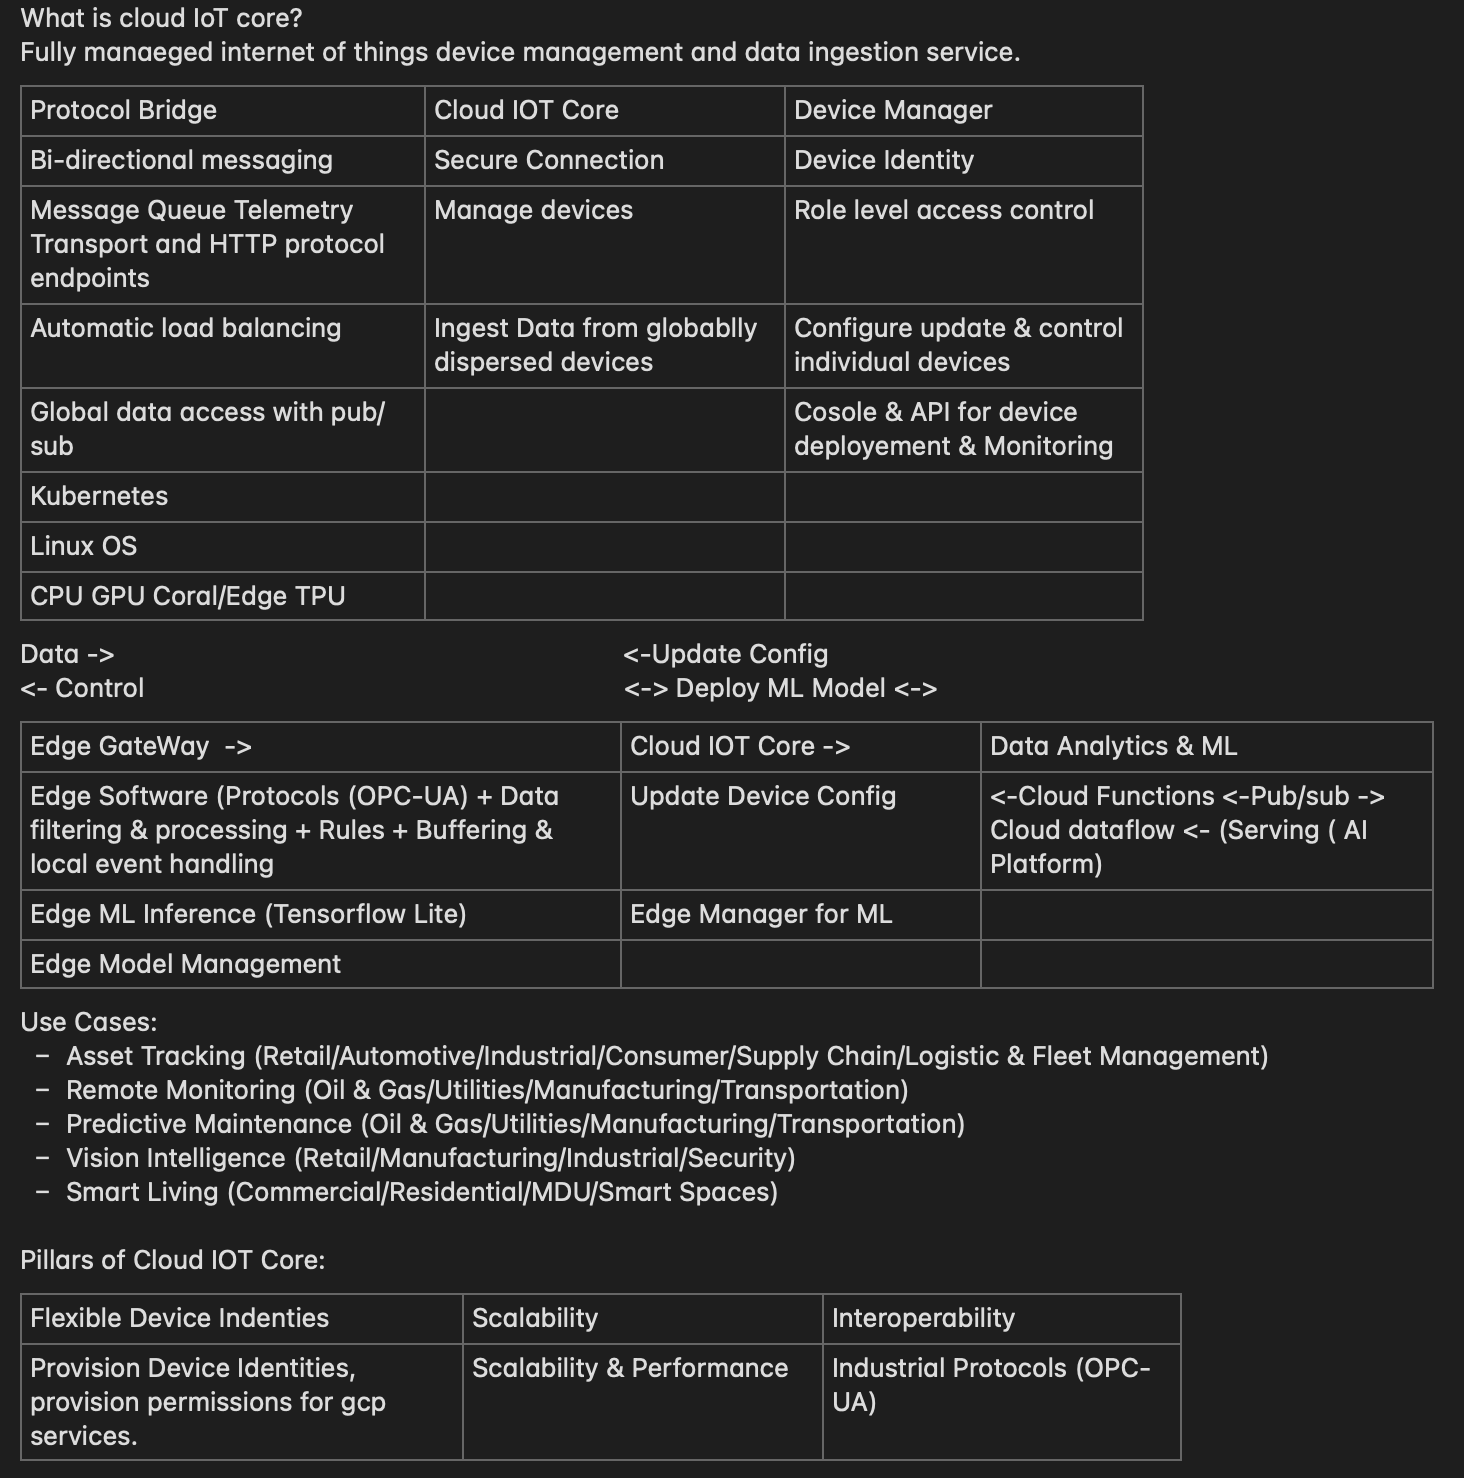 What is cloud IoT core?
Fully manaeged internet of things device management and data ingestion service.
Protocol Bridge
Cloud IOT Core
Device Manager
Bi-directional messaging
Secure Connection
Device Identity
Message Queue Telemetry
Transport and HTTP protocol
endpoints
Manage devices
Role level access control
Automatic load balancing
Ingest Data from globablly
dispersed devices
Configure update & control
individual devices
Global data access with pub/
sub
Cosole & API for device
deployement & Monitoring
Kubernetes
Linux OS
CPU GPU Coral/Edge TPU
Data ->
<-Update Config
<- Control
<-> Deploy ML Model <->
Edge GateWay  ->
Cloud IOT Core ->
Data Analytics & ML
Edge Software (Protocols (OPC-UA) + Data
filtering & processing + Rules + Buffering &
local event handling
Update Device Config
<-Cloud Functions <-Pub/sub ->
Cloud dataflow <- (Serving ( AI
Platform)
Edge ML Inference (Tensorflow Lite)
Edge Manager for ML
Edge Model Management
Use Cases:
– Asset Tracking (Retail/Automotive/Industrial/Consumer/Supply Chain/Logistic & Fleet Management)
– Remote Monitoring (Oil & Gas/Utilities/Manufacturing/Transportation)
– Predictive Maintenance (Oil & Gas/Utilities/Manufacturing/Transportation)
– Vision Intelligence (Retail/Manufacturing/Industrial/Security)
– Smart Living (Commercial/Residential/MDU/Smart Spaces)
Pillars of Cloud IOT Core:
Flexible Device Indenties
Scalability
Interoperability
Provision Device Identities,
provision permissions for gcp
services.
Scalability & Performance
Industrial Protocols (OPC-
UA)